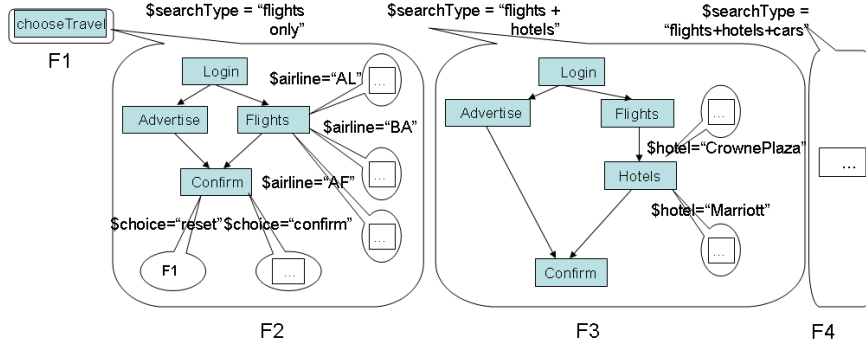 chooseTravel
F1
$searchType = “flights
only”
Login
Advertise
Flights
Confirm
$airline=“AL”
...
$airline=“BA”
...
$airline=“AF”
...
$choice=“reset”
$choice=“confirm”
F1
...
F2
$searchType = “flights +
hotels”
Login
Advertise
Flights
...
$hotel=“CrownePlaza”
Hotels
$hotel=“Marriott”
...
Confirm
F3
$searchType =
“flights+hotels+cars”
...
F4